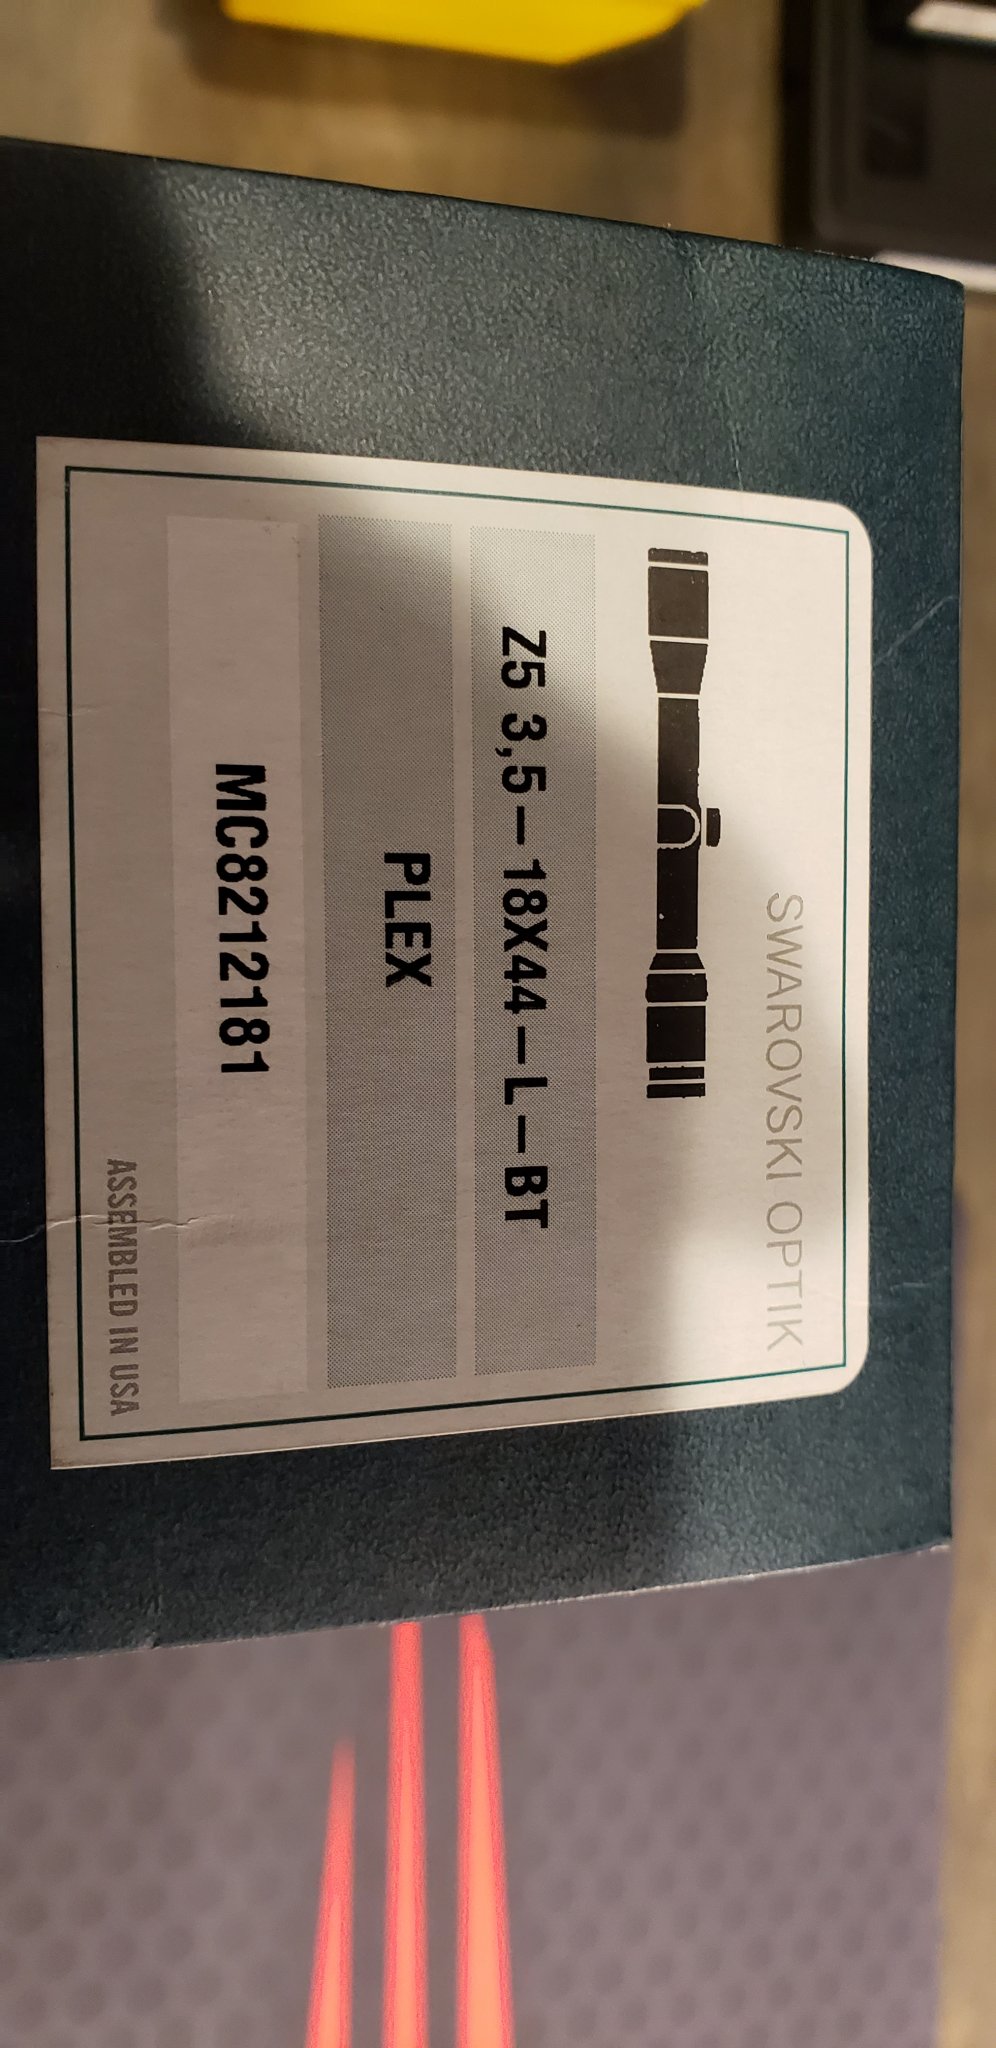 SWAROVSKI OPTIK
Z5 3,5–18X44–L–BT
PLEX
MC8212181
ASSEMBLED IN USA